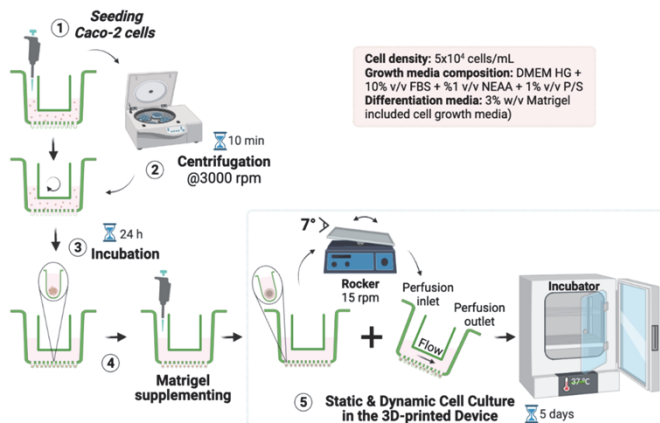 ① Seeding
Caco-2 cells
Cell density: 5x10⁴ cells/mL
Growth media composition: DMEM HG +
10% v/v FBS + %1 v/v NEAA + 1% v/v P/S
Differentiation media: 3% w/v Matrigel
included cell growth media)
10 min
② Centrifugation
@3000 rpm
24 h
③ Incubation
④
Matrigel
supplementing
7°
Rocker
15 rpm
Perfusion
inlet
Perfusion
outlet
Flow
Incubator
37 °C
⑤ Static & Dynamic Cell Culture
in the 3D-printed Device
5 days